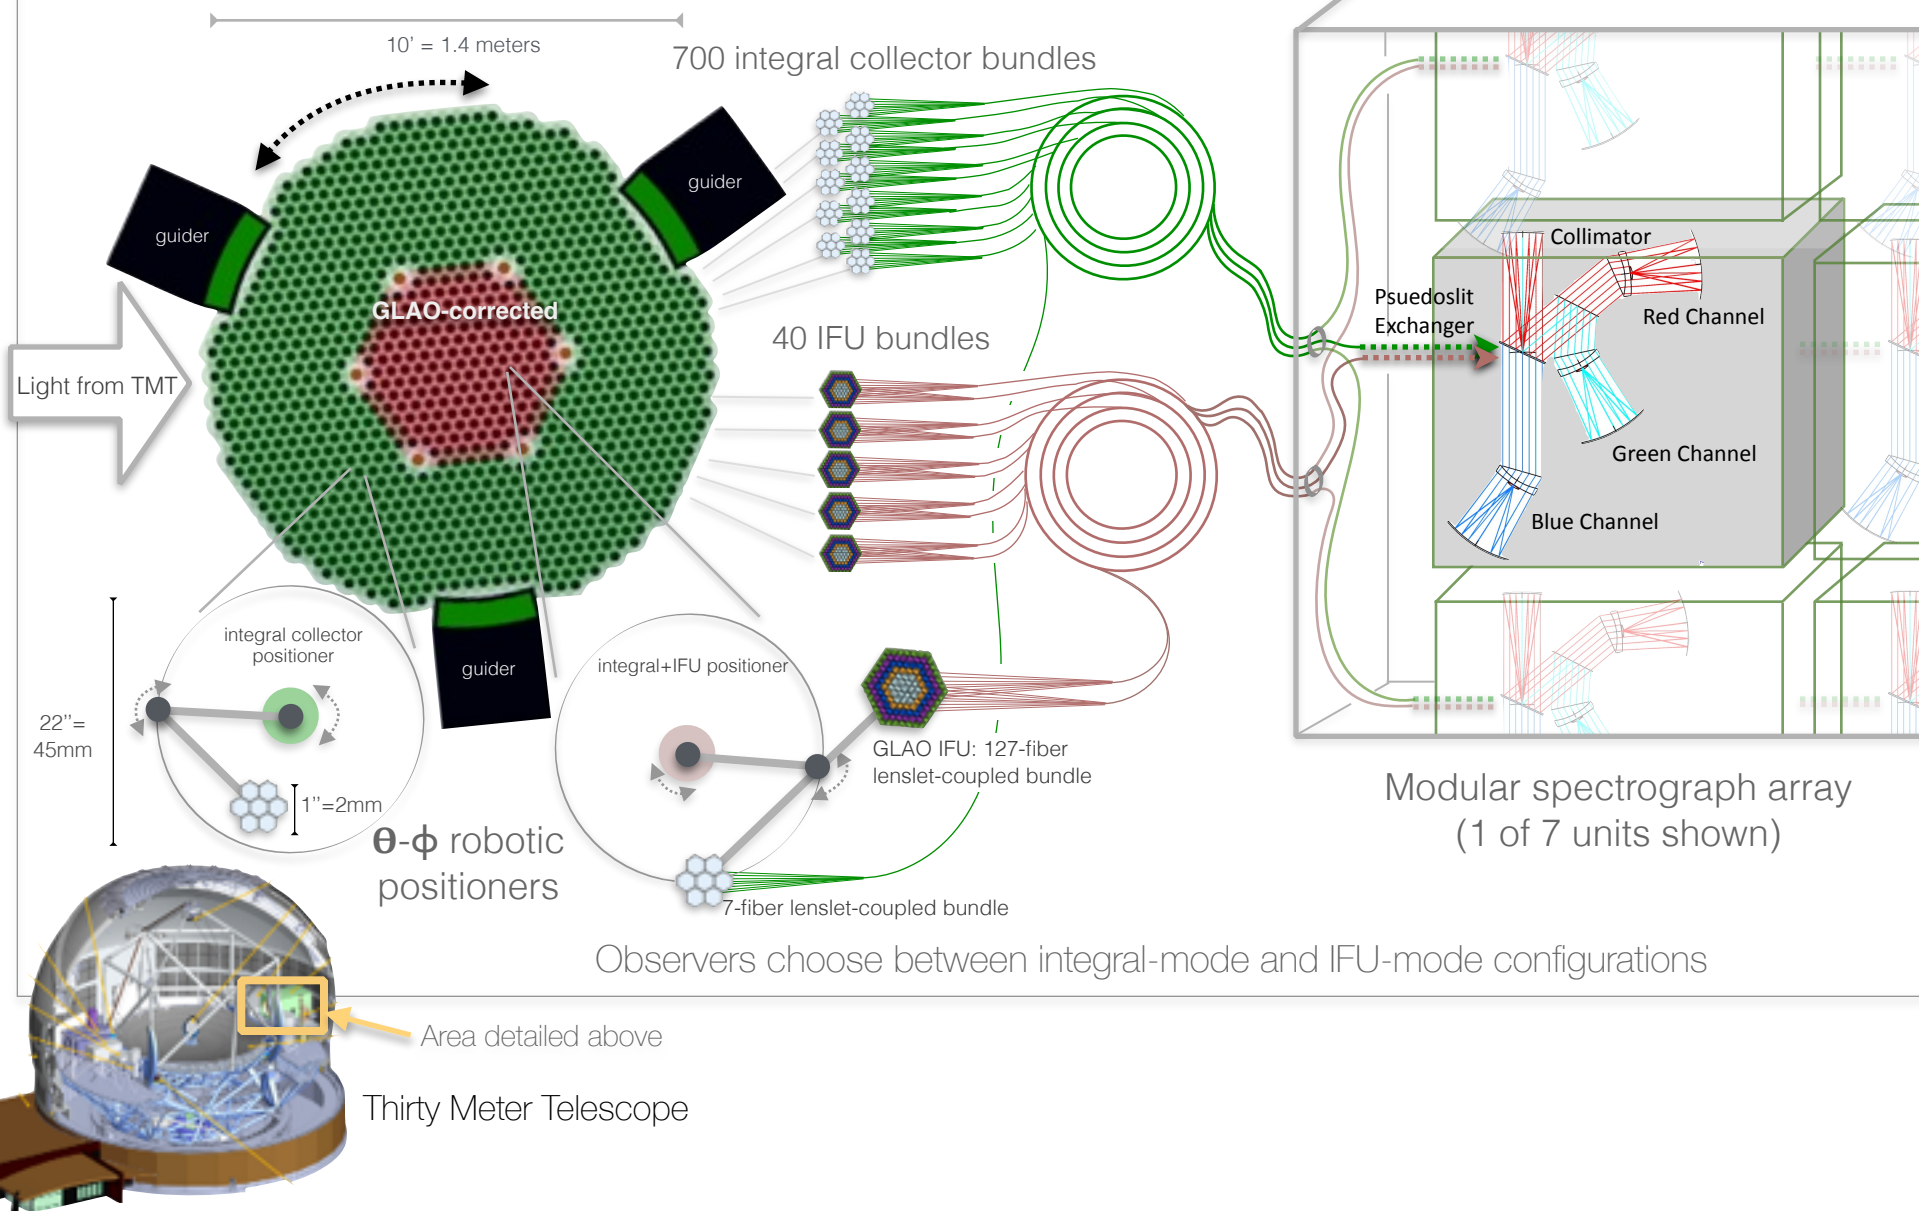 10' = 1.4 meters
700 integral collector bundles
guider
guider
GLAO-corrected
Light from TMT
40 IFU bundles
Psuedoslit
Exchanger
Collimator
Red Channel
Green Channel
Blue Channel
guider
integral collector
positioner
22''=
45mm
1''=2mm
θ-ϕ robotic
positioners
integral+IFU positioner
GLAO IFU: 127-fiber
lenslet-coupled bundle
7-fiber lenslet-coupled bundle
Modular spectrograph array
(1 of 7 units shown)
Observers choose between integral-mode and IFU-mode configurations
Area detailed above
Thirty Meter Telescope